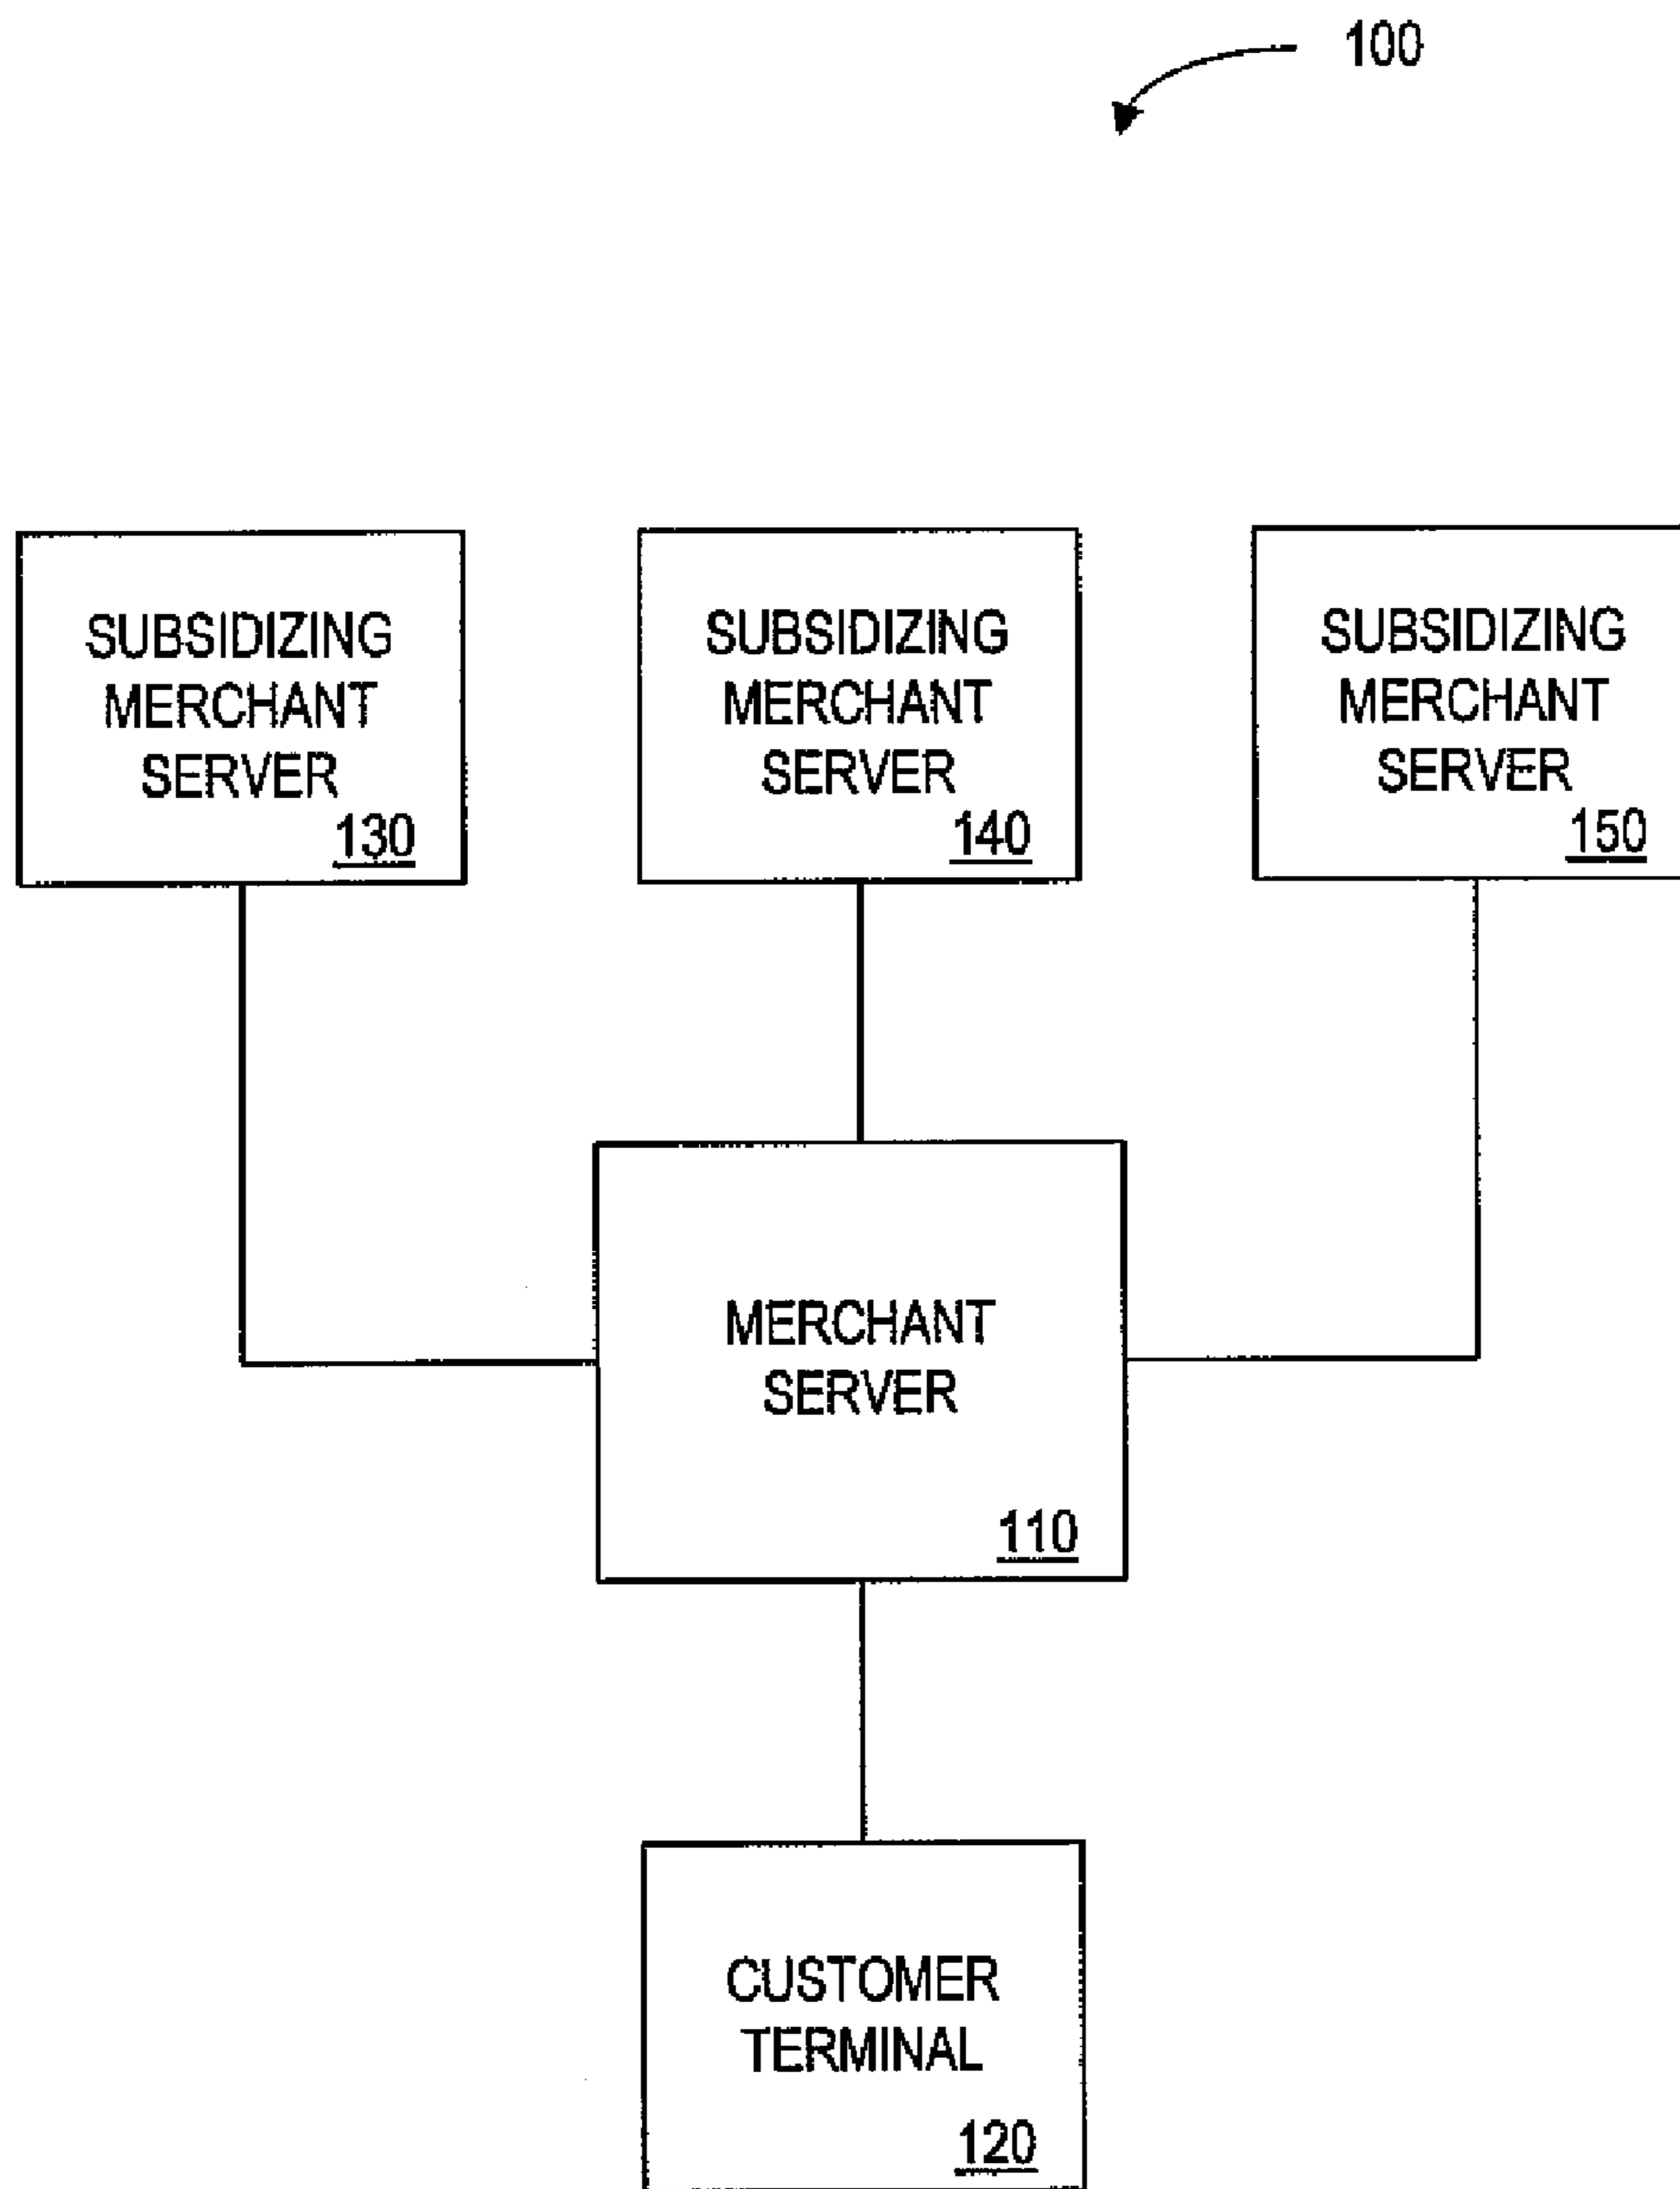 100
SUBSIDIZING
MERCHANT
SERVER
130
SUBSIDIZING
MERCHANT
SERVER
140
SUBSIDIZING
MERCHANT
SERVER
150
MERCHANT
SERVER
110
CUSTOMER
TERMINAL
120